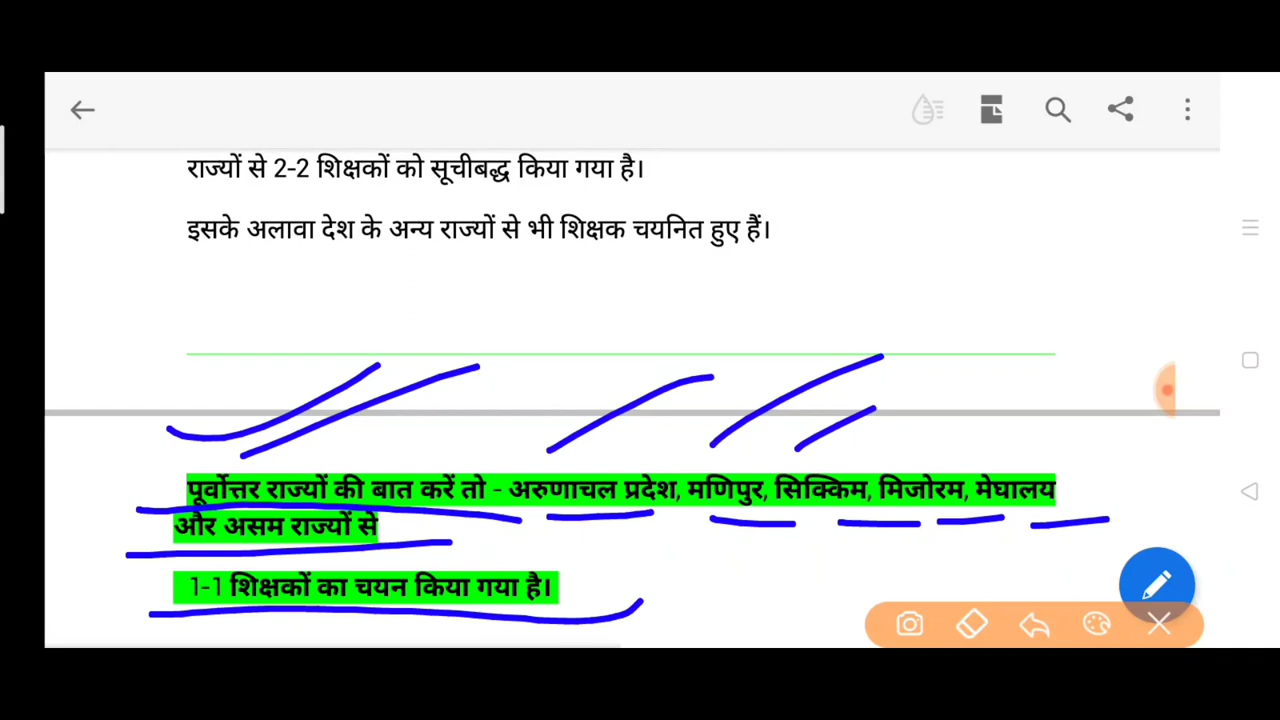 राज्यों से 2-2 शिक्षकों को सूचीबद्ध किया गया है।
इसके अलावा देश के अन्य राज्यों से भी शिक्षक चयनित हुए हैं।
पूर्वोत्तर राज्यों की बात करें तो - अरुणाचल प्रदेश, मणिपुर, सिक्किम, मिजोरम, मेघालय
और असम राज्यों से
1-1 शिक्षकों का चयन किया गया है।